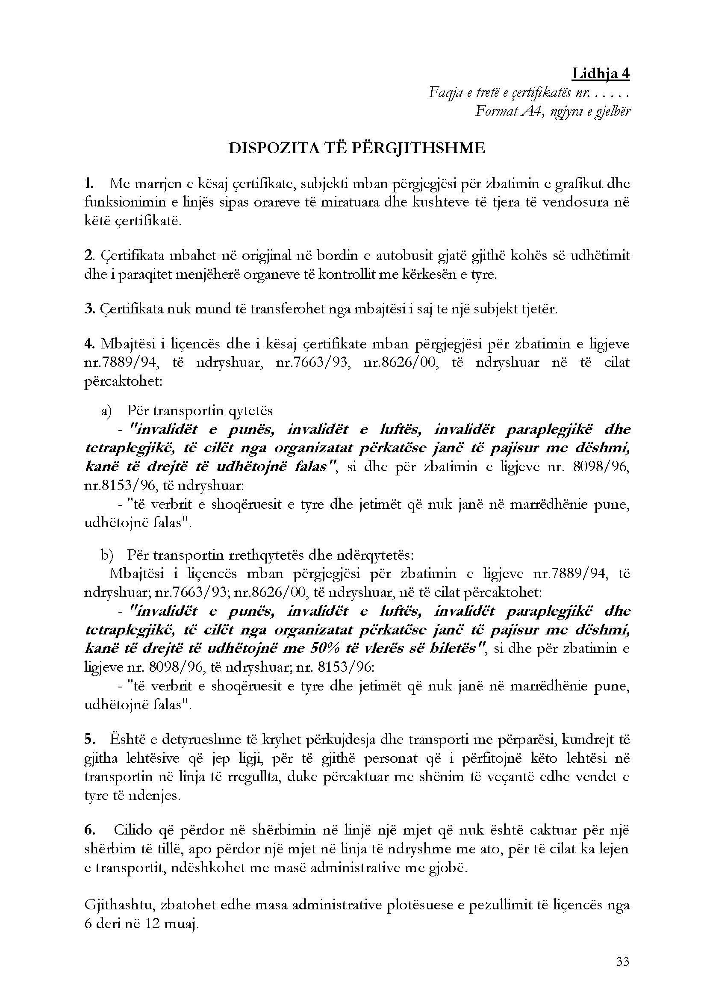 Lidhja 4
Faqja e tretë e çertifikatës nr. . . . . .
Format A4, ngjyra e gjelbër
DISPOZITA TË PËRGJITHSHME
1. Me marrjen e kësaj çertifikate, subjekti mban përgjegjësi për zbatimin e grafikut dhe
funksionimin e linjës sipas orareve të miratuara dhe kushteve të tjera të vendosura në
këtë çertifikatë.
2. Çertifikata mbahet në origjinal në bordin e autobusit gjatë gjithë kohës së udhëtimit
dhe i paraqitet menjëherë organeve të kontrollit me kërkesën e tyre.
3. Çertifikata nuk mund të transferohet nga mbajtësi i saj te një subjekt tjetër.
4. Mbajtësi i liçencës dhe i kësaj çertifikate mban përgjegjësi për zbatimin e ligjeve
nr.7889/94, të ndryshuar, nr.7663/93, nr.8626/00, të ndryshuar në të cilat
përcaktohet:
a) Për transportin qytetës
- "invalidët e punës, invalidët e luftës, invalidët paraplegjikë dhe
tetraplegjikë, të cilët nga organizatat përkatëse janë të pajisur me dëshmi,
kanë të drejtë të udhëtojnë falas", si dhe për zbatimin e ligjeve nr. 8098/96,
nr.8153/96, të ndryshuar:
- "të verbrit e shoqëruesit e tyre dhe jetimët që nuk janë në marrëdhënie pune,
udhëtojnë falas".
b) Për transportin rrethqytetës dhe ndërqytetës:
Mbajtësi i liçencës mban përgjegjësi për zbatimin e ligjeve nr.7889/94, të
ndryshuar; nr.7663/93; nr.8626/00, të ndryshuar, në të cilat përcaktohet:
- "invalidët e punës, invalidët e luftës, invalidët paraplegjikë dhe
tetraplegjikë, të cilët nga organizatat përkatëse janë të pajisur me dëshmi,
kanë të drejtë të udhëtojnë me 50% të vlerës së biletës", si dhe për zbatimin e
ligjeve nr. 8098/96, të ndryshuar; nr. 8153/96:
- "të verbrit e shoqëruesit e tyre dhe jetimët që nuk janë në marrëdhënie pune,
udhëtojnë falas".
5. Është e detyrueshme të kryhet përkujdesja dhe transporti me përparësi, kundrejt të
gjitha lehtësive që jep ligji, për të gjithë personat që i përfitojnë këto lehtësi në
transportin në linja të rregullta, duke përcaktuar me shënim të veçantë edhe vendet e
tyre të ndenjes.
6. Cilido që përdor në shërbimin në linjë një mjet që nuk është caktuar për një
shërbim të tillë, apo përdor një mjet në linja të ndryshme me ato, për të cilat ka lejen
e transportit, ndëshkohet me masë administrative me gjobë.
Gjithashtu, zbatohet edhe masa administrative plotësuese e pezullimit të liçencës nga
6 deri në 12 muaj.
33